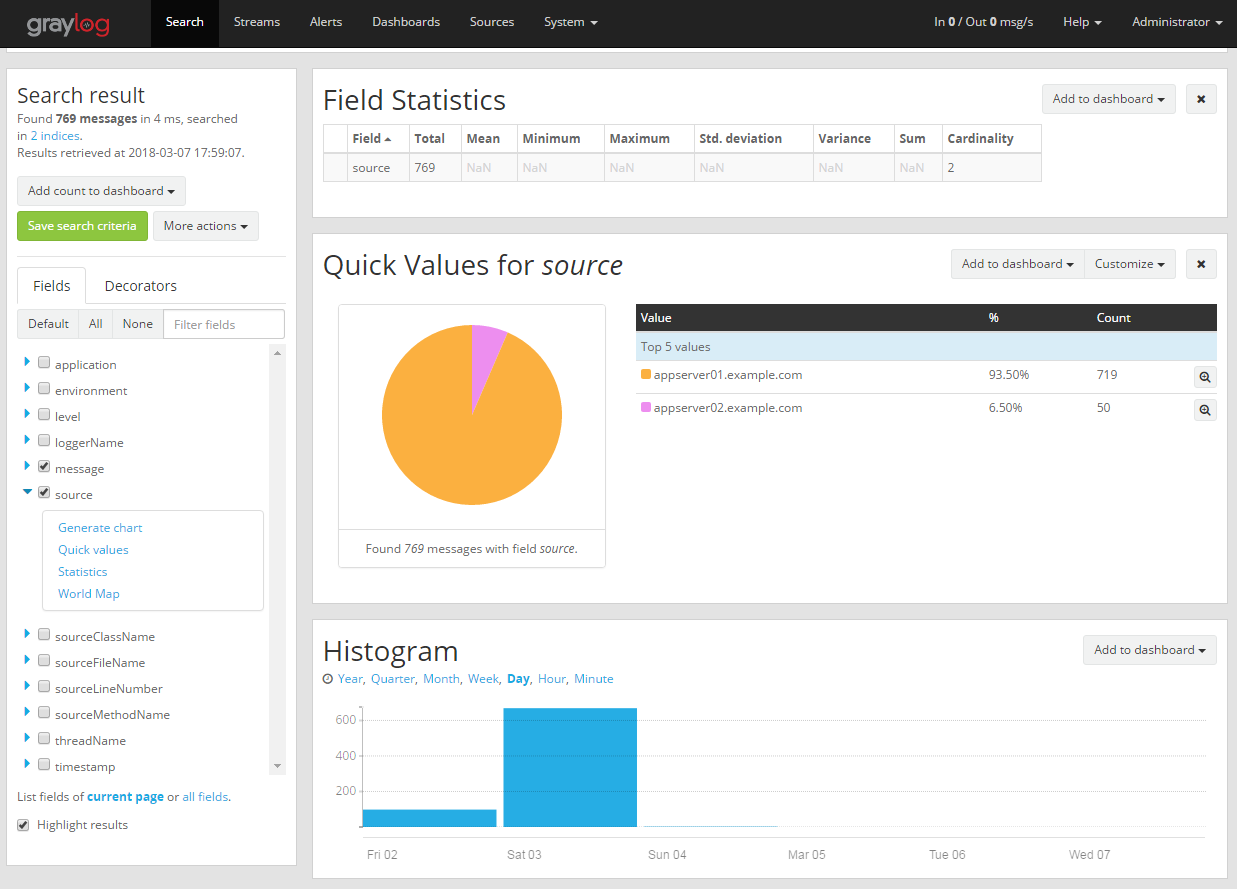 graylog Search Streams Alerts Dashboards Sources System In 0 / Out 0 msg/s Help Administrator
Search result
Found 769 messages in 4 ms, searched
in 2 indices.
Results retrieved at 2018-03-07 17:59:07.
Add count to dashboard
Save search criteria More actions
Fields Decorators
Default All None Filter fields
application
environment
level
loggerName
message
source
Generate chart
Quick values
Statistics
World Map
sourceClassName
sourceFileName
sourceLineNumber
sourceMethodName
threadName
timestamp
List fields of current page or all fields.
Highlight results
Field Statistics Add to dashboard
Field Total Mean Minimum Maximum Std. deviation Variance Sum Cardinality
source 769 NaN NaN NaN NaN NaN NaN 2
Quick Values for source Add to dashboard Customize
Value % Count
Top 5 values
appserver01.example.com 93.50% 719
appserver02.example.com 6.50% 50
Found 769 messages with field source.
Histogram Add to dashboard
Year, Quarter, Month, Week, Day, Hour, Minute
600
400
200
Fri 02 Sat 03 Sun 04 Mar 05 Tue 06 Wed 07